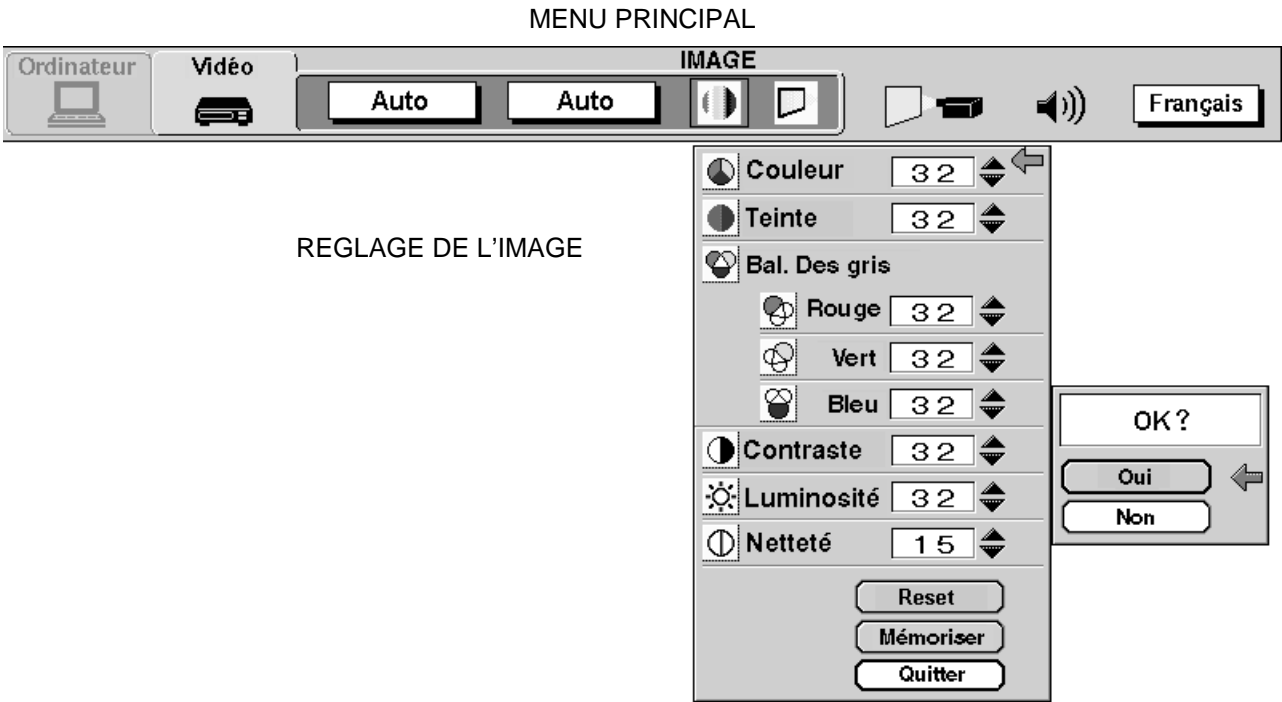 MENU PRINCIPAL
Ordinateur
Vidéo
IMAGE
Auto
Auto
Français
REGLAGE DE L'IMAGE
Couleur 32
Teinte 32
Bal. Des gris
Rouge 32
Vert 32
Bleu 32
Contraste 32
Luminosité 32
Netteté 15
Reset
Mémoriser
Quitter
OK?
Oui
Non